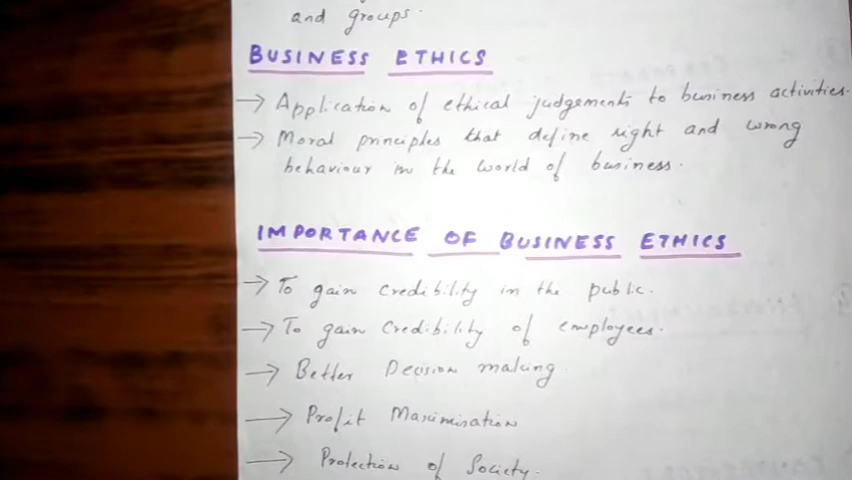 and groups.
BUSINESS ETHICS
→ Application of ethical judgements to business activities.
→ Moral principles that define right and wrong
behaviour in the world of business.
IMPORTANCE OF BUSINESS ETHICS
→ To gain credibility in the public.
→ To gain credibility of employees.
→ Better Decision making
→ Profit Maximisation
→ Protection of Society.